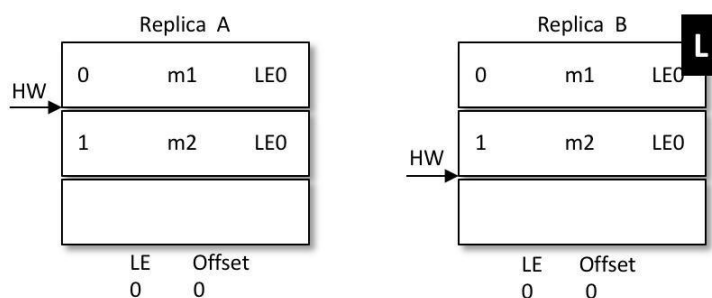 Replica A
0 m1 LE0
HW
1 m2 LE0
LE Offset
0 0
Replica B
L
0 m1 LE0
1 m2 LE0
HW
LE Offset
0 0